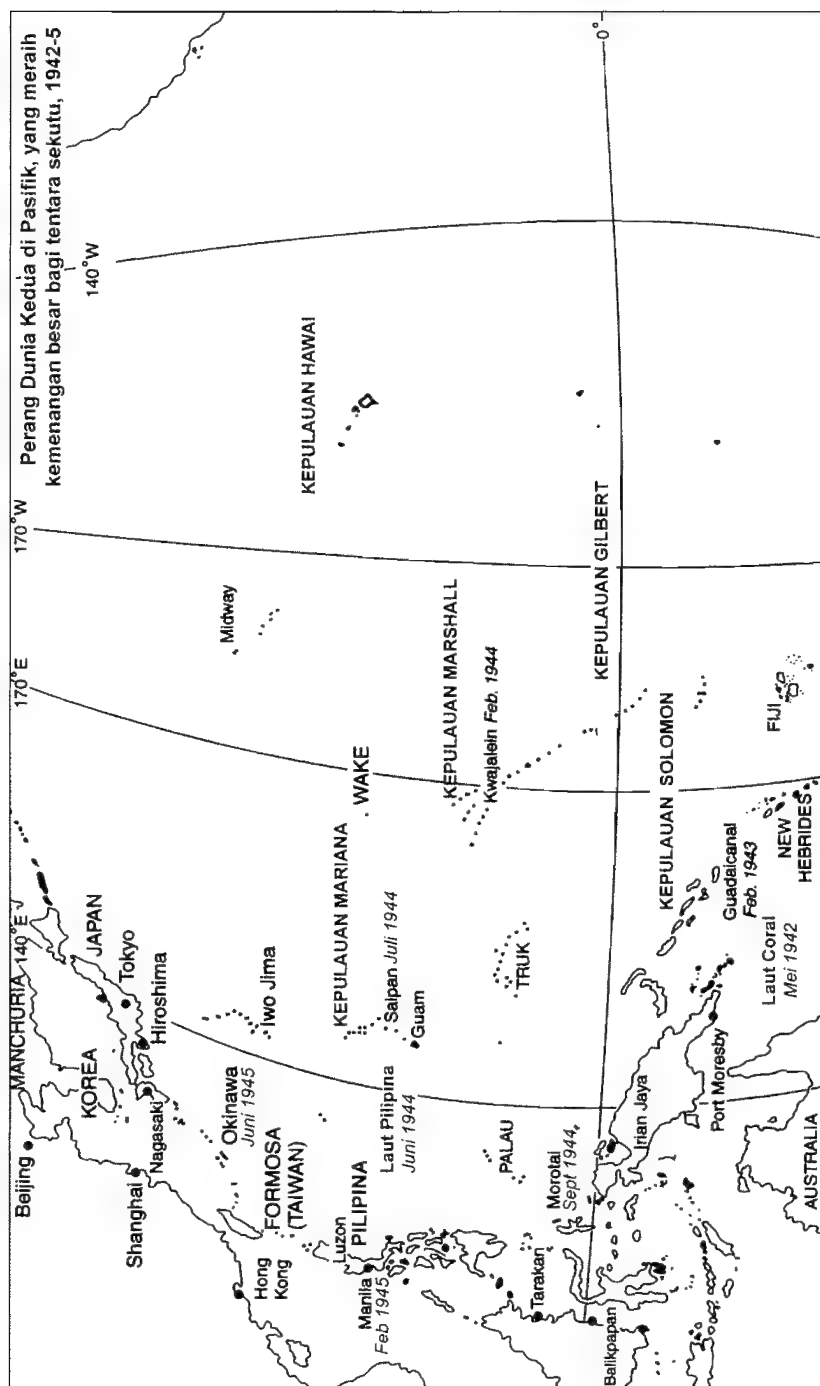 Perang Dunia Kedua di Pasifik, yang meraih
kemenangan besar bagi tentara sekutu, 1942-5
140°W
170°W
170°E
140°E
0°
MANCHURIA
Beijing
KOREA
JAPAN
Tokyo
Hiroshima
Nagasaki
Shanghai
Okinawa
Juni 1945
FORMOSA
(TAIWAN)
Hong
Kong
Iwo Jima
Midway
KEPULAUAN HAWAI
WAKE
KEPULAUAN MARIANA
Saipan Juli 1944
Guam
Laut Pilipina
Juni 1944
Luzon
PILIPINA
Manila
Feb 1945
KEPULAUAN MARSHALL
Kwajalein Feb. 1944
TRUK
PALAU
Morotai
Sept 1944
Tarakan
Balikpapan
KEPULAUAN GILBERT
KEPULAUAN SOLOMON
Guadalcanal
Feb. 1943
Irian Jaya
Port Moresby
Laut Coral
Mei 1942
NEW
HEBRIDES
FIJI
AUSTRALIA